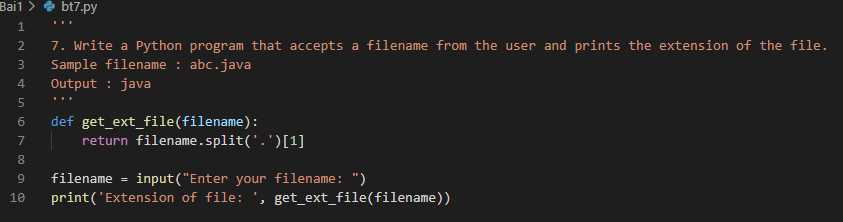 Bai1 > bt7.py
1 '''
2 7. Write a Python program that accepts a filename from the user and prints the extension of the file.
3 Sample filename : abc.java
4 Output : java
5 '''
6 def get_ext_file(filename):
7     return filename.split('.')[1]
8
9 filename = input("Enter your filename: ")
10 print('Extension of file: ', get_ext_file(filename))